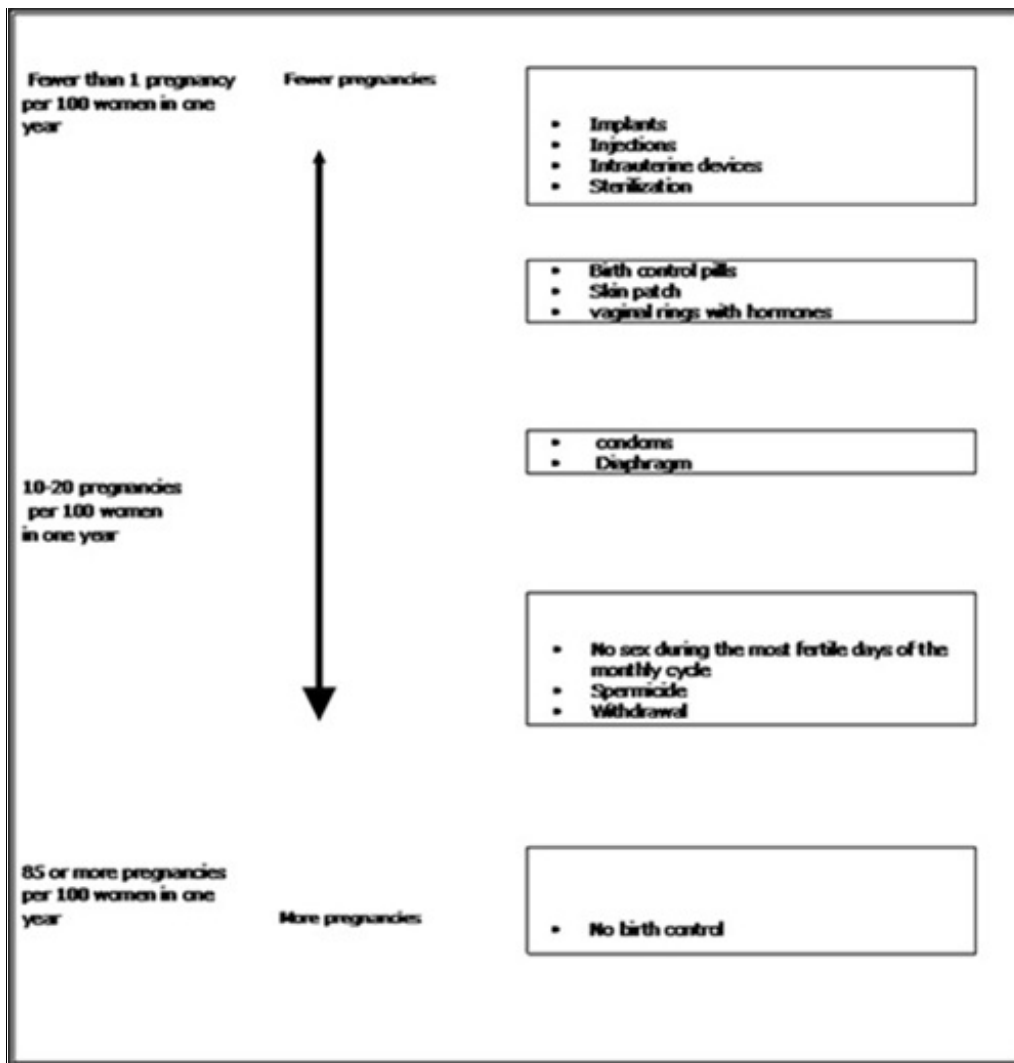 Fewer than 1 pregnancy
per 100 women in one
year
Fewer pregnancies
• Implants
• Injections
• Intrauterine devices
• Sterilization
• Birth control pills
• Skin patch
• vaginal rings with hormones
• condoms
• Diaphragm
10-20 pregnancies
per 100 women
in one year
• No sex during the most fertile days of the
monthly cycle
• Spermicide
• Withdrawal
85 or more pregnancies
per 100 women in one
year
More pregnancies
• No birth control